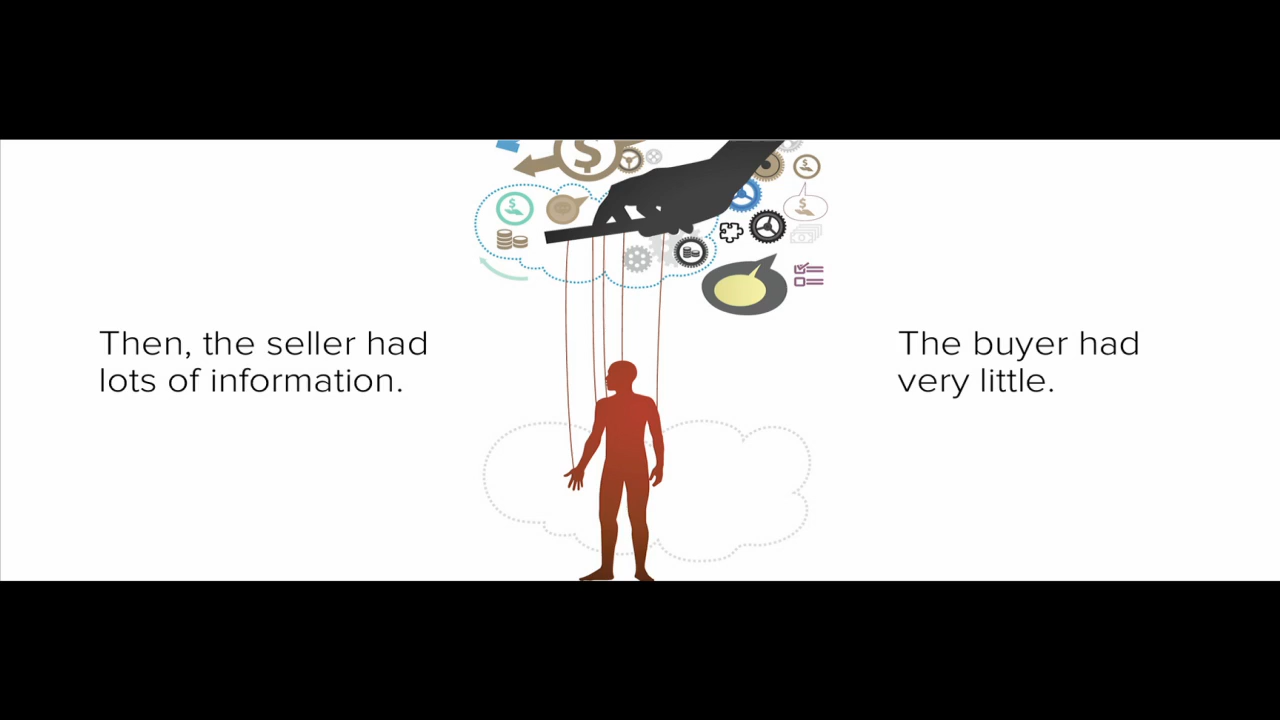 Then, the seller had
lots of information.
The buyer had
very little.